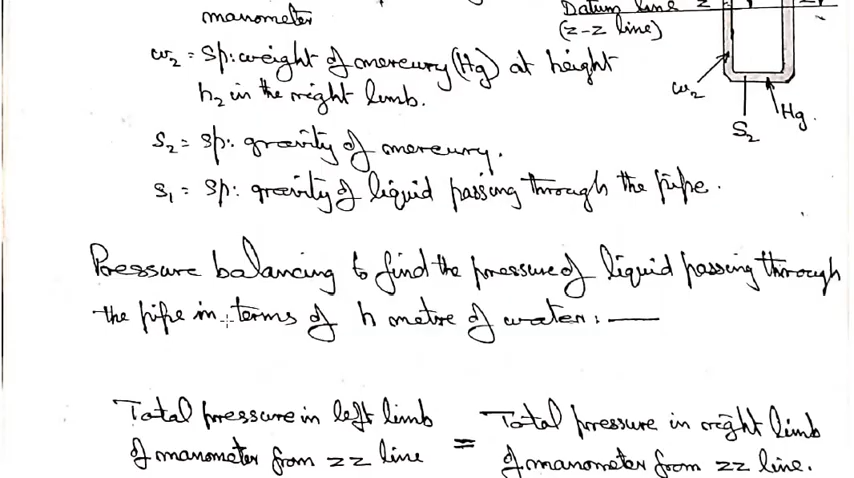 manometer
Datum line z
(z-z line)
w₂ = Sp. weight of mercury (Hg) at height
h₂ in the right limb.
w₂
Hg.
S₂
S₂ = Sp. gravity of mercury.
S₁ = Sp. gravity of liquid passing through the pipe.
Pressure balancing to find the pressure of liquid passing through
the pipe in terms of h metre of water: —
Total pressure in left limb
of manometer from zz line
= Total pressure in right limb
of manometer from zz line.